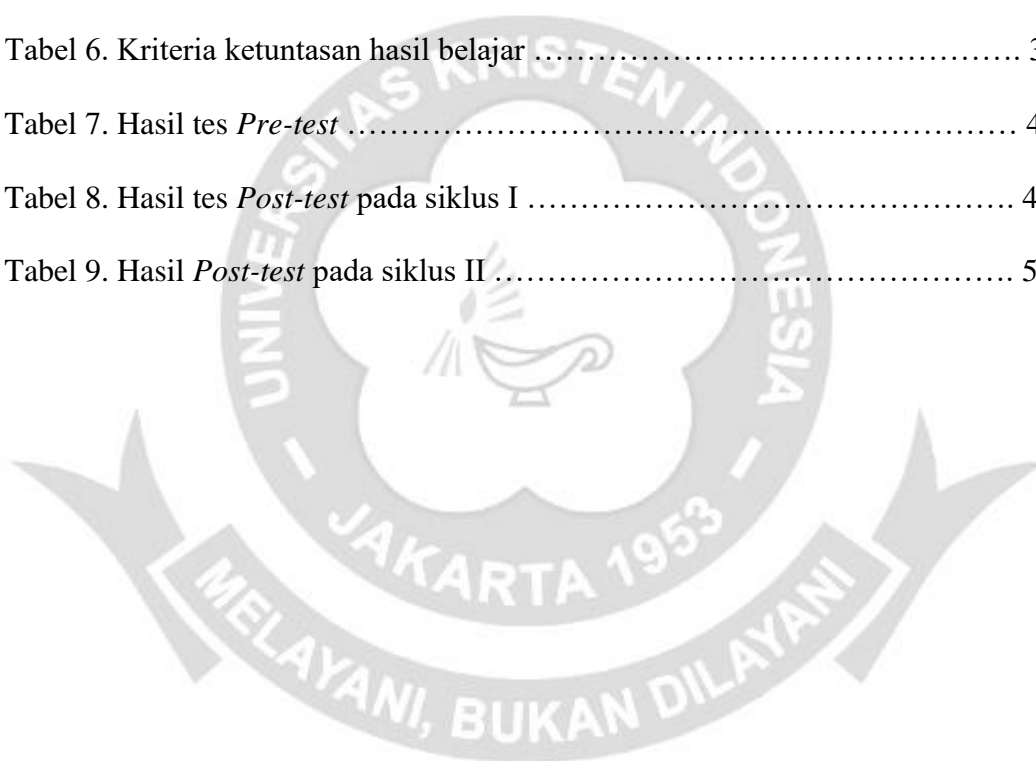 Tabel 6. Kriteria ketuntasan hasil belajar ………………………………………. 3
Tabel 7. Hasil tes Pre-test ……………………………………………………… 4
Tabel 8. Hasil tes Post-test pada siklus I ………………………………………. 4
Tabel 9. Hasil Post-test pada siklus II …………………………………………. 5
UNIVERSITAS KRISTEN INDONESIA
- JAKARTA 1953 -
MELAYANI, BUKAN DILAYANI